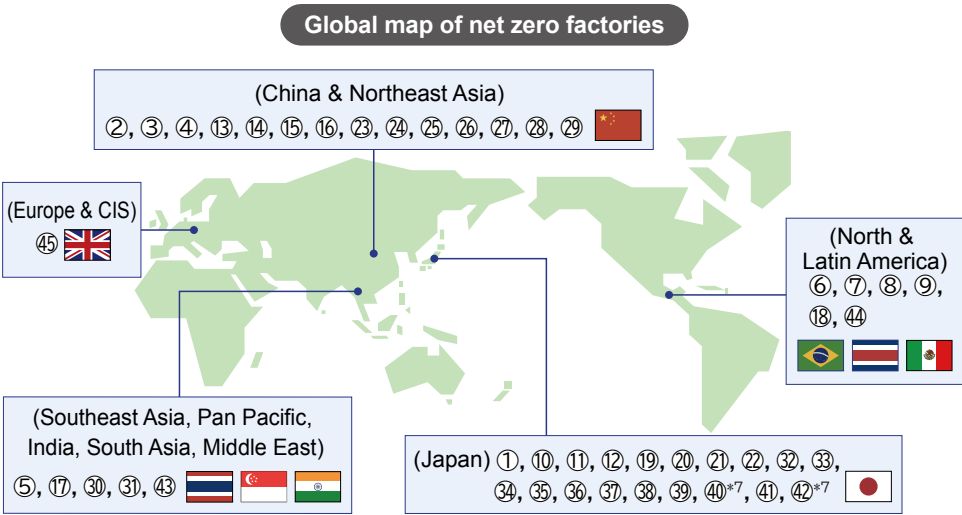 Global map of net zero factories
(China & Northeast Asia)
②, ③, ④, ⑬, ⑭, ⑮, ⑯, ㉓, ㉔, ㉕, ㉖, ㉗, ㉘, ㉙
(Europe & CIS)
㊺
(North &
Latin America)
⑥, ⑦, ⑧, ⑨,
⑱, ㊹
(Southeast Asia, Pan Pacific,
India, South Asia, Middle East)
⑤, ⑰, ㉚, ㉛, ㊸
(Japan) ①, ⑩, ⑪, ⑫, ⑲, ⑳, ㉑, ㉒, ㉜, ㉝,
㉞, ㉟, ㊱, ㊲, ㊳, ㊴, ㊵*7, ㊶, ㊷*7